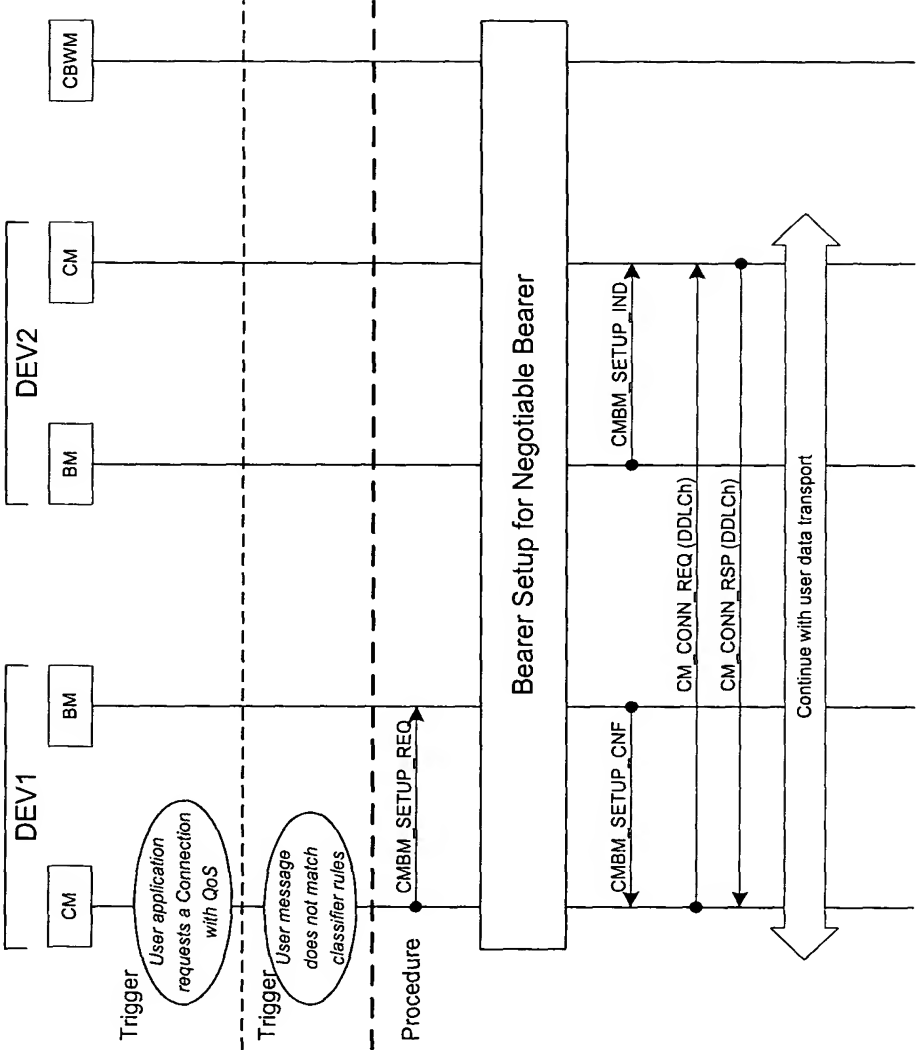 DEV1
DEV2
CM
BM
BM
CM
CBWM
Trigger
User application
requests a Connection
with QoS
Trigger
User message
does not match
classifier rules
Procedure
CMBM_SETUP_REQ
Bearer Setup for Negotiable Bearer
CMBM_SETUP_CNF
CMBM_SETUP_IND
CM_CONN_REQ (DDLCh)
CM_CONN_RSP (DDLCh)
Continue with user data transport